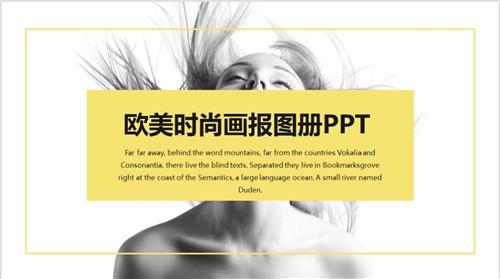 欧美时尚画报图册PPT
Far far away, behind the word mountains, far from the countries Vokalia and
Consonantia, there live the blind texts. Separated they live in Bookmarksgrove
right at the coast of the Semantics, a large language ocean. A small river named
Duden.